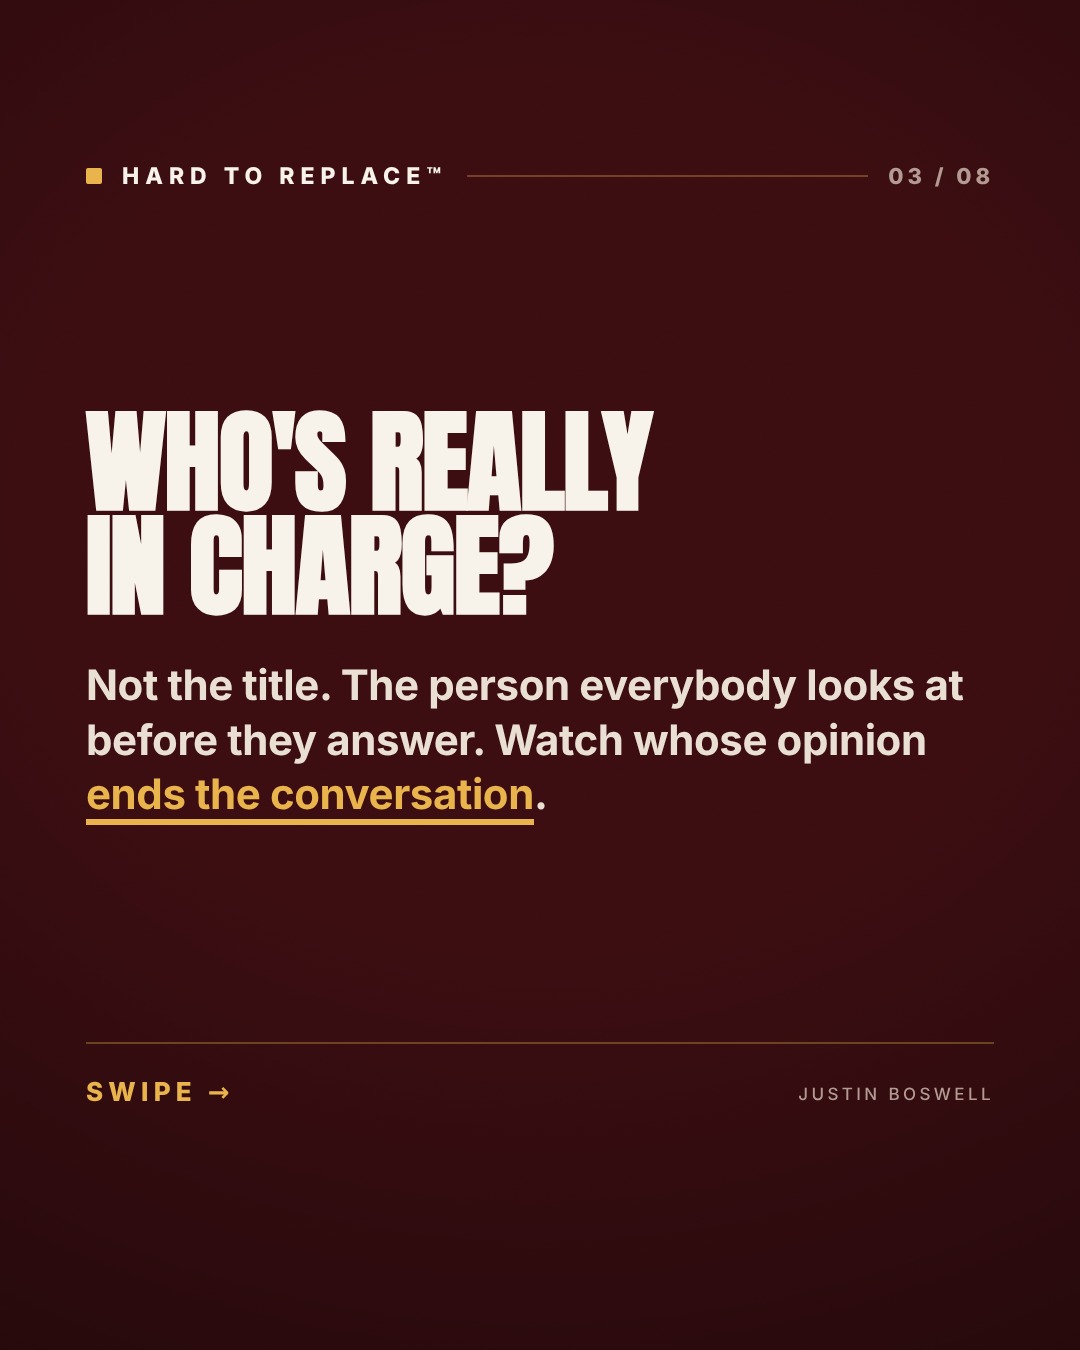 HARD TO REPLACE™
03 / 08
WHO'S REALLY
IN CHARGE?
Not the title. The person everybody looks at
before they answer. Watch whose opinion
ends the conversation.
SWIPE →
JUSTIN BOSWELL